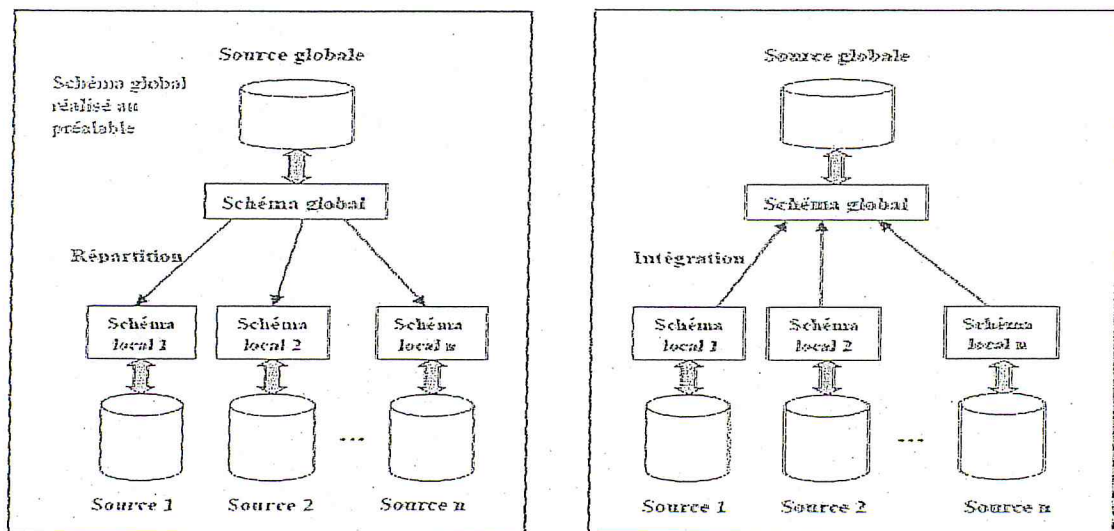 Source globale
Schéma global
réalisé au
préalable
Schéma global
Répartition
Schéma
local 1
Schéma
local 2
Schéma
local n
...
Source 1
Source 2
Source n
Source globale
Schéma global
Intégration
Schéma
local 1
Schéma
local 2
Schéma
local n
...
Source 1
Source 2
Source n